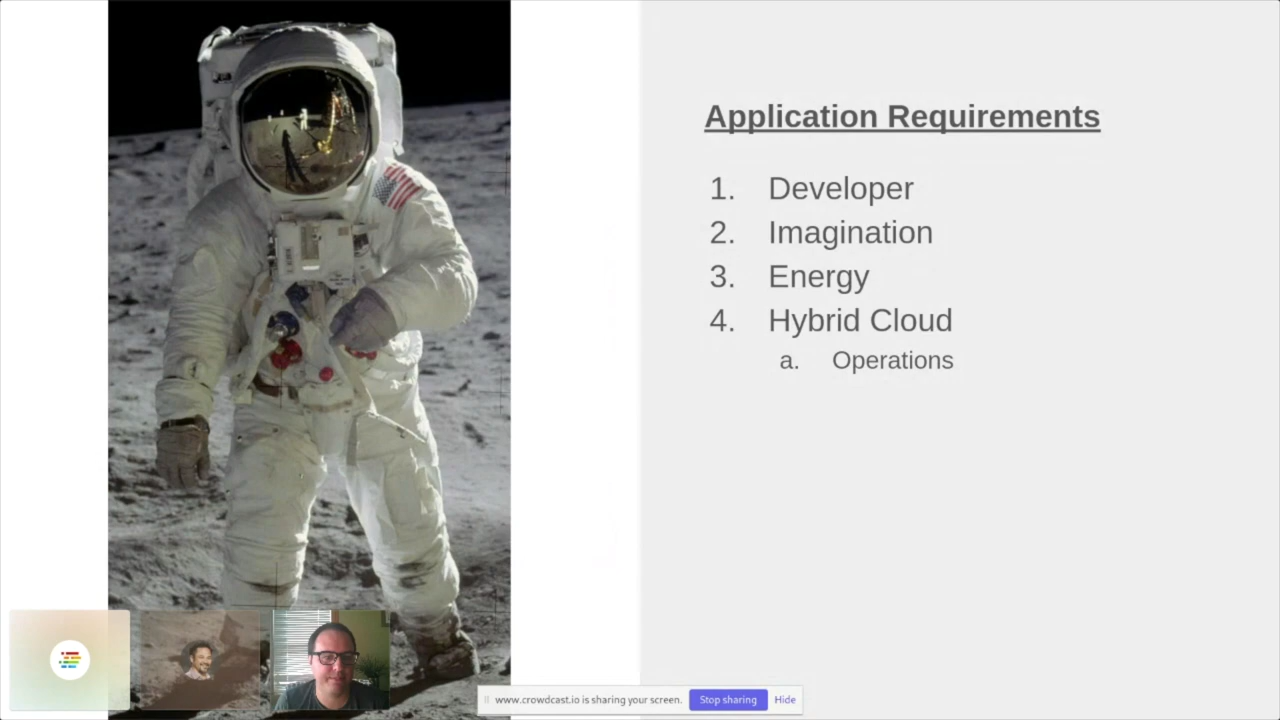 Application Requirements
1. Developer
2. Imagination
3. Energy
4. Hybrid Cloud
a. Operations
www.crowdcast.io is sharing your screen. Stop sharing Hide